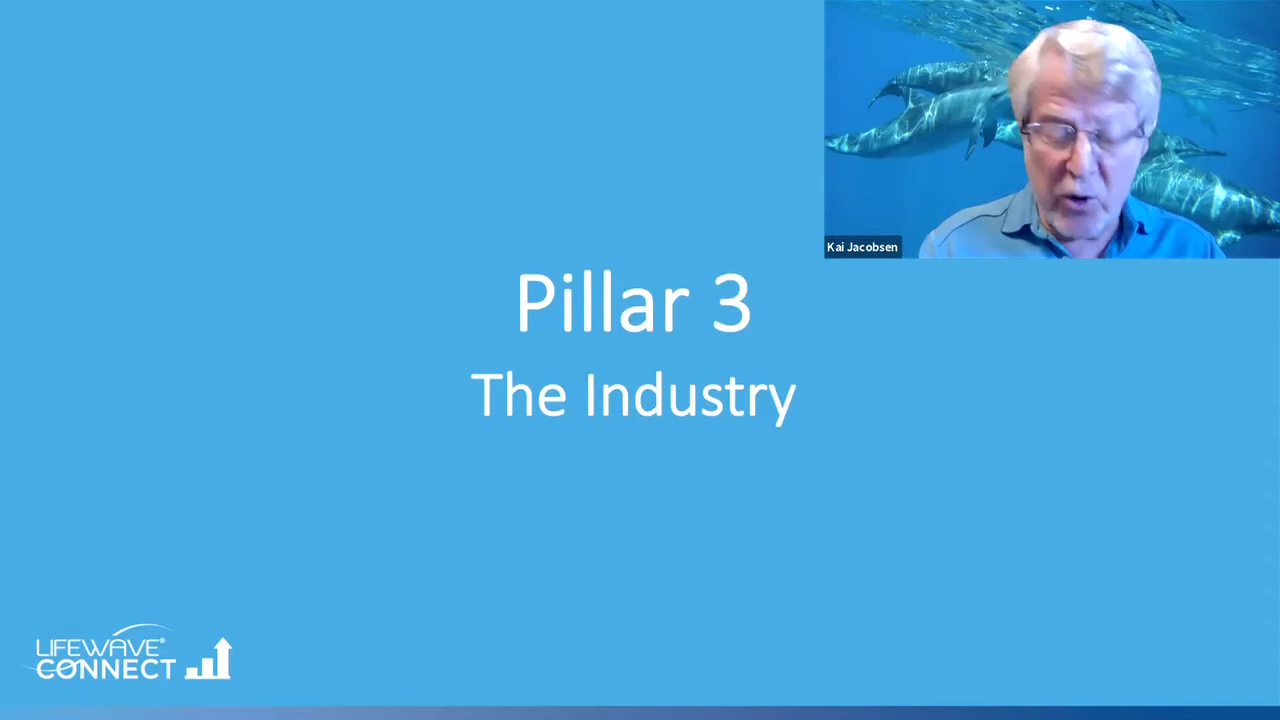 Kai Jacobsen
Pillar 3
The Industry
LIFEWAVE®
CONNECT